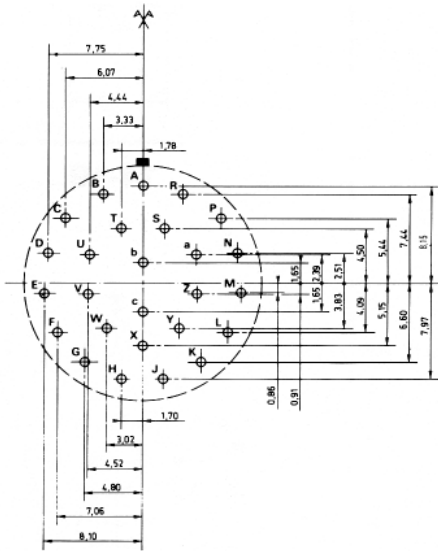 A A
7,75
6,07
4,44
3,33
1,78
A
B R
C P
T S
D U b a N
E V Z M
c
F W Y L
X
G K
H J
1,65
2,39
2,51
4,50
5,44
7,44
8,15
0,86
0,91
1,65
3,83
4,09
5,15
6,60
7,97
1,70
3,02
4,52
4,80
7,06
8,10